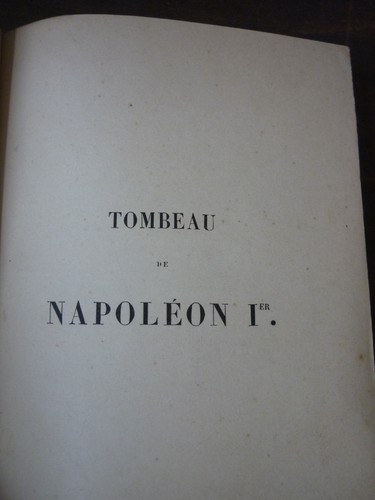 TOMBEAU
DE
NAPOLÉON IER.